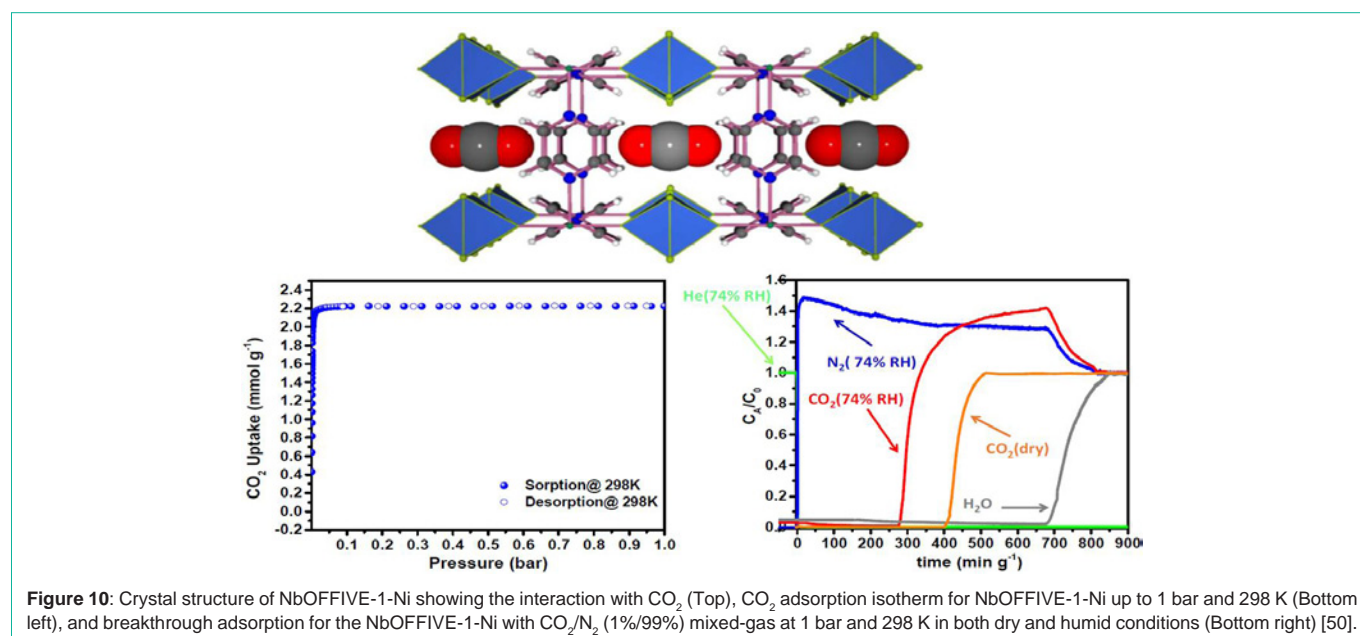 2.4
2.2
2.0
1.8
1.6
1.4
1.2
1.0
0.8
0.6
0.4
0.2
0.0
-0.2
CO₂ Uptake (mmol g⁻¹)
Sorption@ 298K
Desorption@ 298K
0.1 0.2 0.3 0.4 0.5 0.6 0.7 0.8 0.9 1.0
Pressure (bar)
1.6
1.4
1.2
1.0
0.8
0.6
0.4
0.2
0
C_A/C_0
He(74% RH)
N₂( 74% RH)
CO₂(74% RH)
CO₂(dry)
H₂O
0 100 200 300 400 500 600 700 800 900
time (min g⁻¹)
Figure 10: Crystal structure of NbOFFIVE-1-Ni showing the interaction with CO₂ (Top), CO₂ adsorption isotherm for NbOFFIVE-1-Ni up to 1 bar and 298 K (Bottom
left), and breakthrough adsorption for the NbOFFIVE-1-Ni with CO₂/N₂ (1%/99%) mixed-gas at 1 bar and 298 K in both dry and humid conditions (Bottom right) [50].